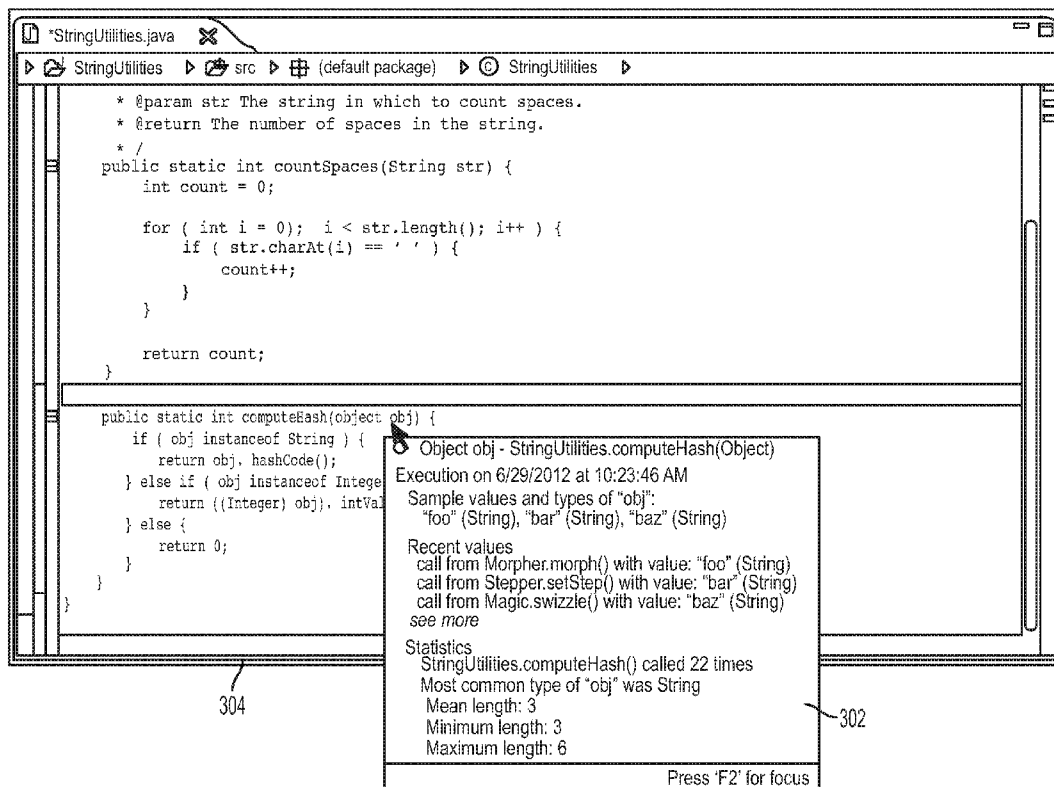 *StringUtilities.java
StringUtilities src (default package) StringUtilities
* @param str The string in which to count spaces.
* @return The number of spaces in the string.
* /
public static int countSpaces(String str) {
int count = 0;
for ( int i = 0);  i < str.length(); i++ ) {
if ( str.charAt(i) == ‘ ’ ) {
count++;
}
}
return count;
}
public static int computeHash(object obj) {
if ( obj instanceof String ) {
return obj. hashCode();
} else if ( obj instanceof Intege
return ((Integer) obj). intVal
} else {
return 0;
}
}
}
Object obj - StringUtilities.computeHash(Object)
Execution on 6/29/2012 at 10:23:46 AM
Sample values and types of “obj”:
“foo” (String), “bar” (String), “baz” (String)
Recent values
call from Morpher.morph() with value: “foo” (String)
call from Stepper.setStep() with value: “bar” (String)
call from Magic.swizzle() with value: “baz” (String)
see more
Statistics
StringUtilities.computeHash() called 22 times
Most common type of “obj” was String
Mean length: 3
Minimum length: 3
Maximum length: 6
Press ‘F2’ for focus
304
302